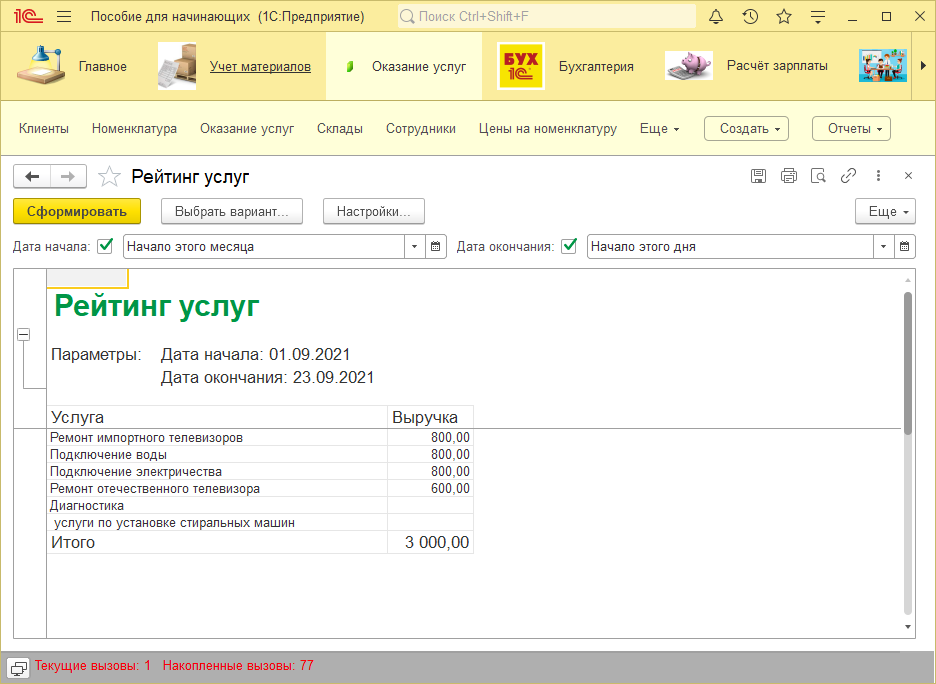 1С Пособие для начинающих (1С:Предприятие) Поиск Ctrl+Shift+F
Главное Учет материалов Оказание услуг БУХ 1С Бухгалтерия Расчёт зарплаты
Клиенты Номенклатура Оказание услуг Склады Сотрудники Цены на номенклатуру Еще Создать Отчеты
Рейтинг услуг
Сформировать Выбрать вариант... Настройки... Еще
Дата начала: Начало этого месяца Дата окончания: Начало этого дня
Рейтинг услуг
Параметры: Дата начала: 01.09.2021
Дата окончания: 23.09.2021
Услуга Выручка
Ремонт импортного телевизоров 800,00
Подключение воды 800,00
Подключение электричества 800,00
Ремонт отечественного телевизора 600,00
Диагностика
услуги по установке стиральных машин
Итого 3 000,00
Текущие вызовы: 1 Накопленные вызовы: 77